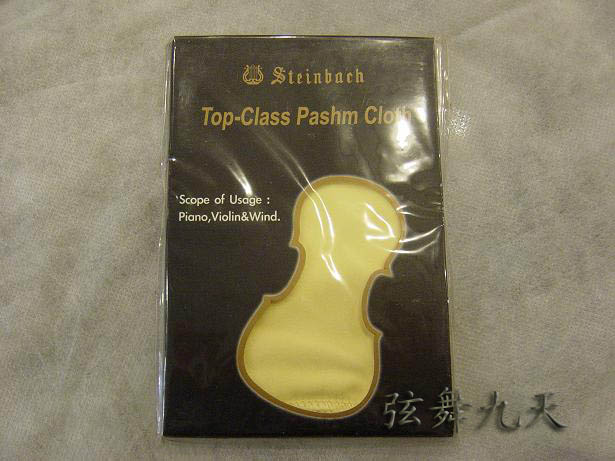 Steinbach
Top-Class Pashm Cloth
Scope of Usage :
Piano,Violin&Wind.
弦舞九天